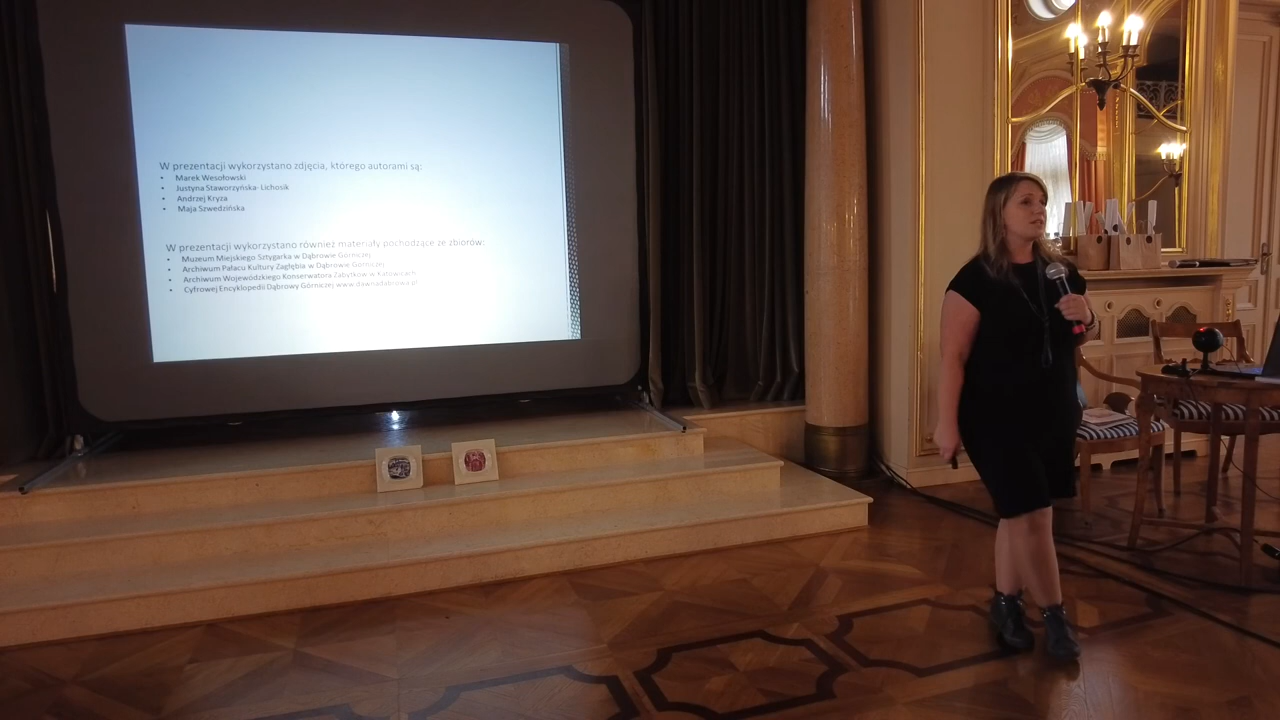 W prezentacji wykorzystano zdjęcia, którego autorami są:
• Marek Wesołowski
• Justyna Staworzyńska- Lichosik
• Andrzej Kryza
• Maja Szwedzińska
W prezentacji wykorzystano również materiały pochodzące ze zbiorów:
• Muzeum Miejskiego Sztygarka w Dąbrowie Górniczej
• Archiwum Pałacu Kultury Zagłębia w Dąbrowie Górniczej
• Archiwum Wojewódzkiego Konserwatora Zabytków w Katowicach
• Cyfrowej Encyklopedii Dąbrowy Górniczej www.dawnadabrowa.pl